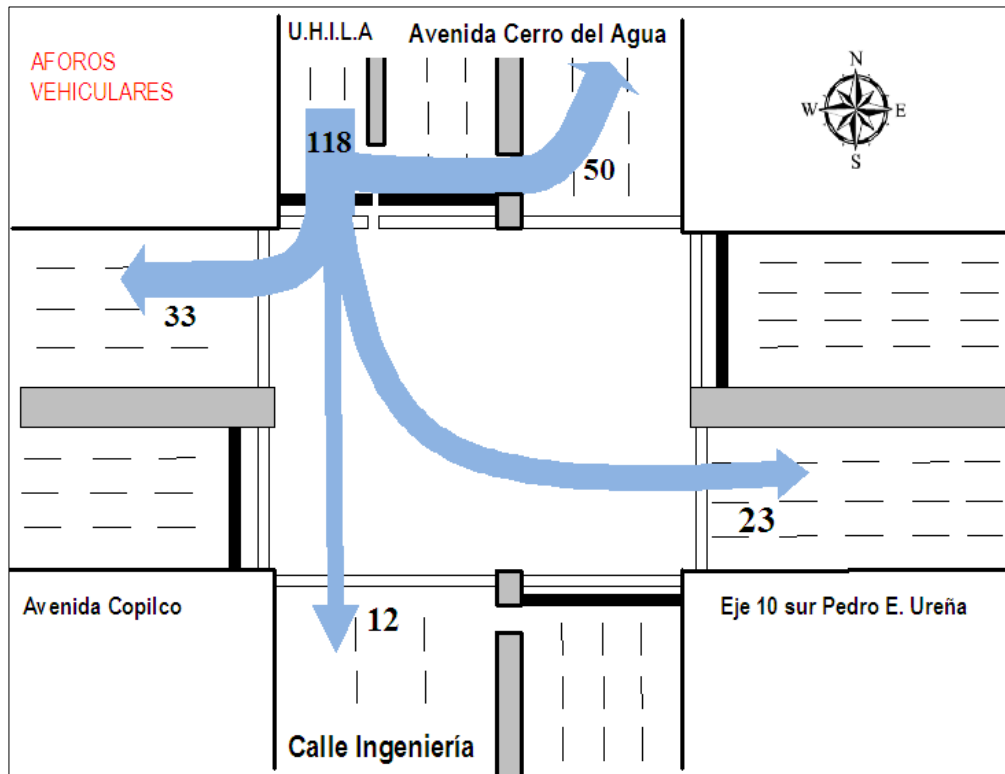 U.H.I.L.A
Avenida Cerro del Agua
AFOROS
VEHICULARES
N
W
E
S
118
50
33
23
Avenida Copilco
12
Eje 10 sur Pedro E. Ureña
Calle Ingeniería